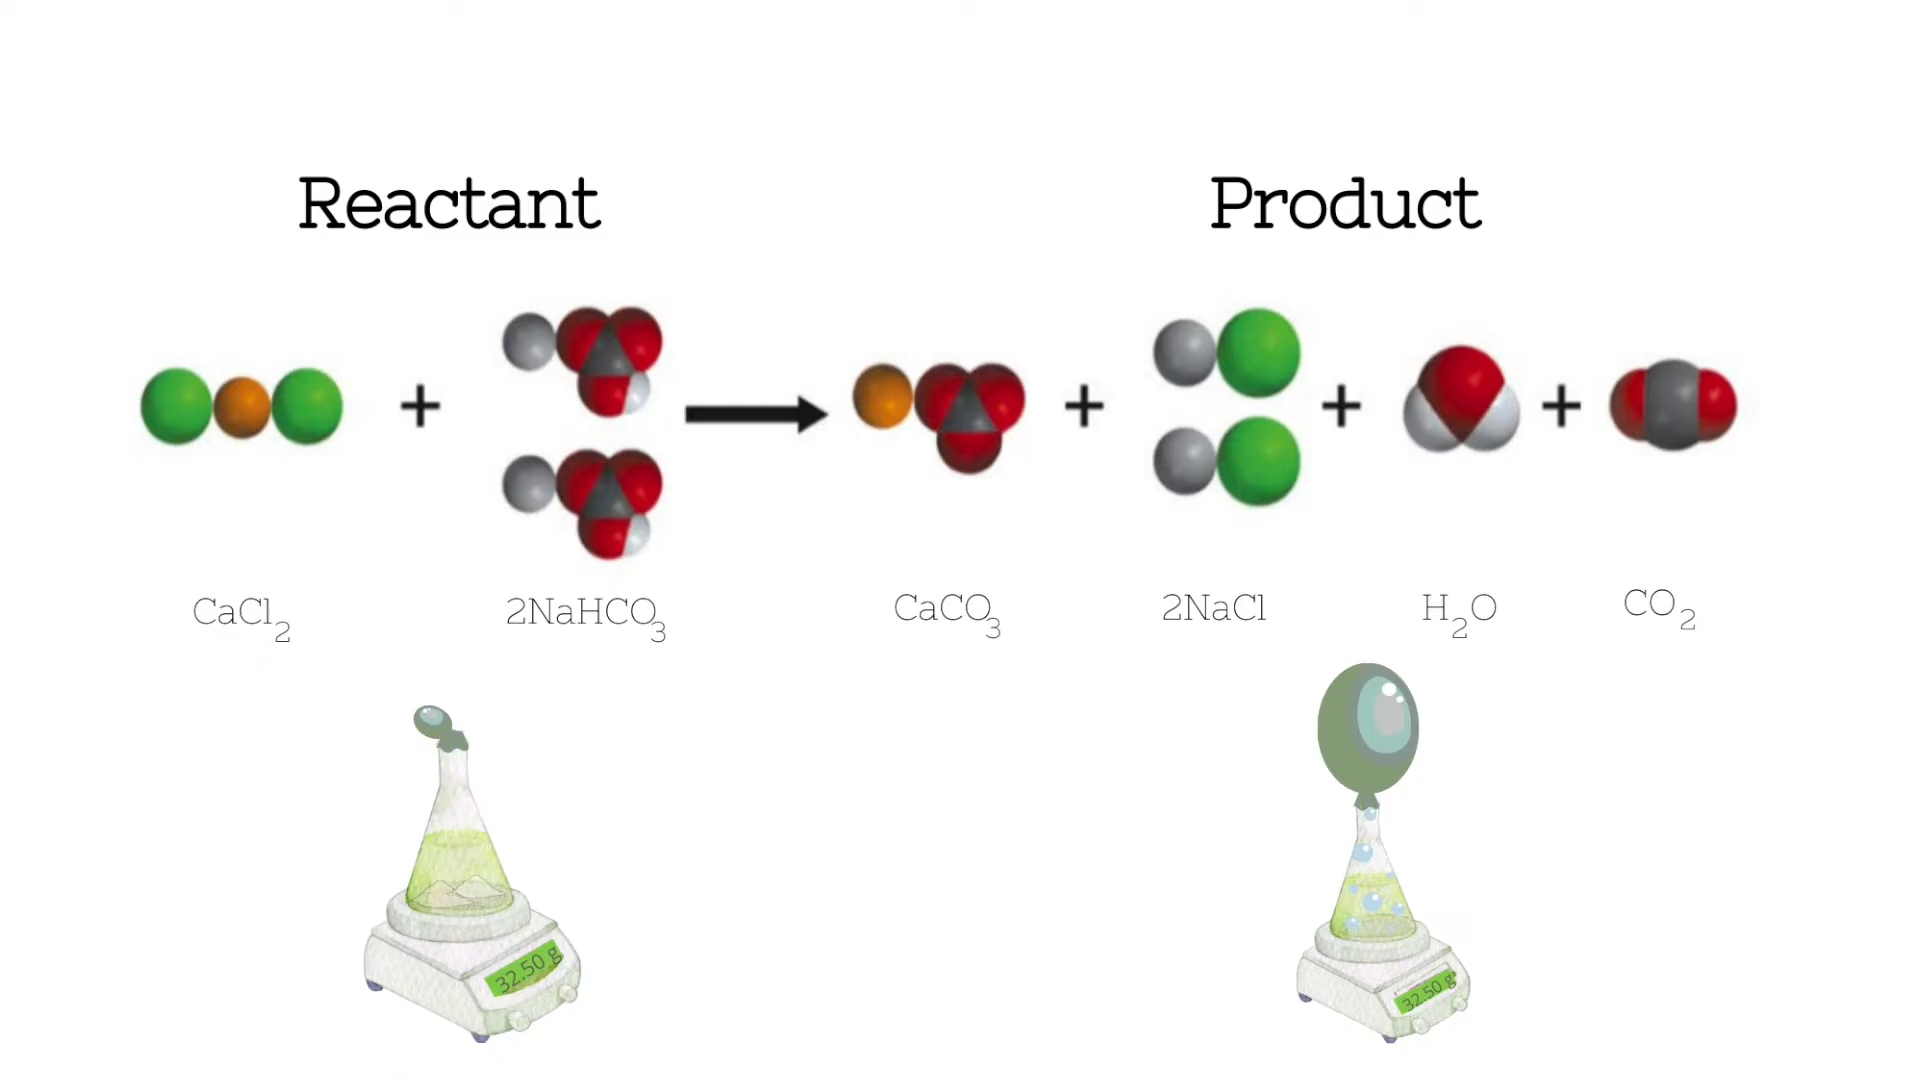 Reactant
Product
+
+
+
+
CaCl2
2NaHCO3
CaCO3
2NaCl
H2O
CO2
32.50 g
32.50 g